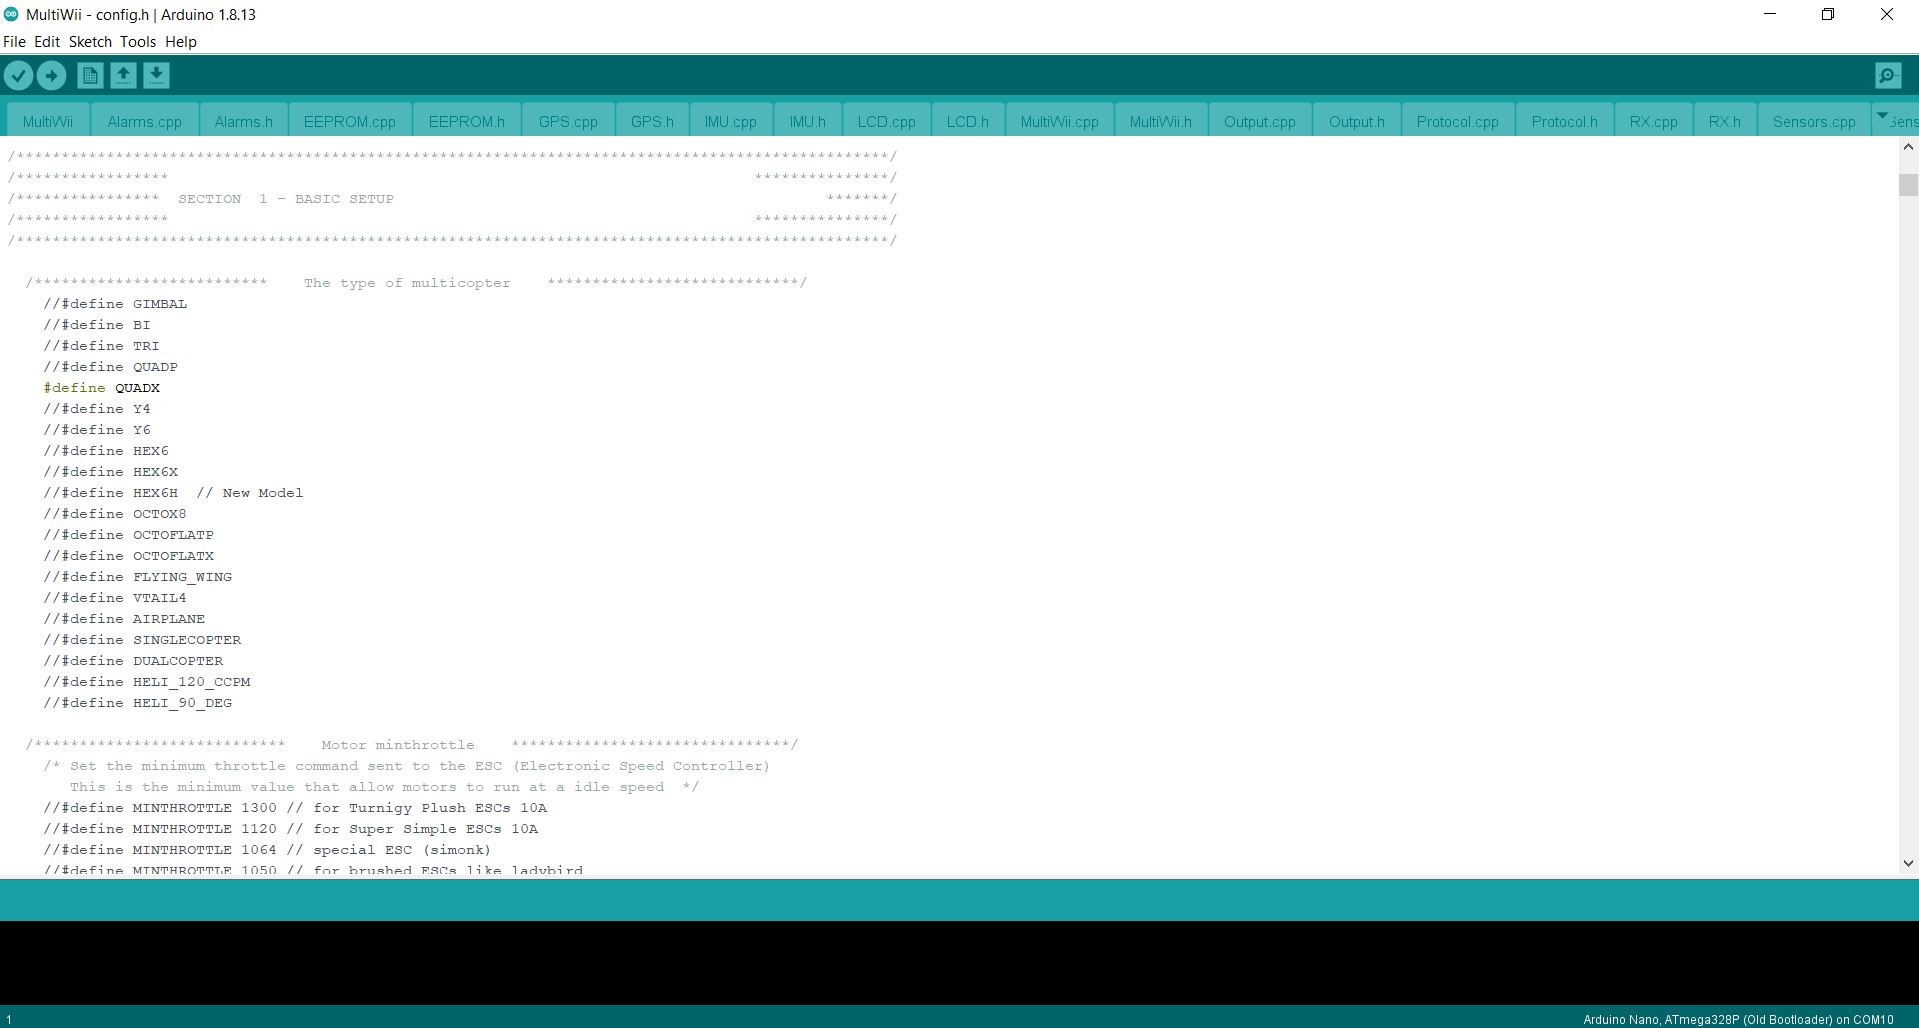 MultiWii - config.h | Arduino 1.8.13
File Edit Sketch Tools Help
MultiWii Alarms.cpp Alarms.h EEPROM.cpp EEPROM.h GPS.cpp GPS.h IMU.cpp IMU.h LCD.cpp LCD.h MultiWii.cpp MultiWii.h Output.cpp Output.h Protocol.cpp Protocol.h RX.cpp RX.h Sensors.cpp Sens
/*************************************************************************************************/
/*****************                                                                 ***************/
/****************  SECTION  1 - BASIC SETUP                                                *******/
/*****************                                                                 ***************/
/*************************************************************************************************/
/**************************    The type of multicopter    ****************************/
//#define GIMBAL
//#define BI
//#define TRI
//#define QUADP
#define QUADX
//#define Y4
//#define Y6
//#define HEX6
//#define HEX6X
//#define HEX6H  // New Model
//#define OCTOX8
//#define OCTOFLATP
//#define OCTOFLATX
//#define FLYING_WING
//#define VTAIL4
//#define AIRPLANE
//#define SINGLECOPTER
//#define DUALCOPTER
//#define HELI_120_CCPM
//#define HELI_90_DEG
/****************************    Motor minthrottle    *******************************/
/* Set the minimum throttle command sent to the ESC (Electronic Speed Controller)
This is the minimum value that allow motors to run at a idle speed  */
//#define MINTHROTTLE 1300 // for Turnigy Plush ESCs 10A
//#define MINTHROTTLE 1120 // for Super Simple ESCs 10A
//#define MINTHROTTLE 1064 // special ESC (simonk)
//#define MINTHROTTLE 1050 // for brushed ESCs like ladybird
1
Arduino Nano, ATmega328P (Old Bootloader) on COM10